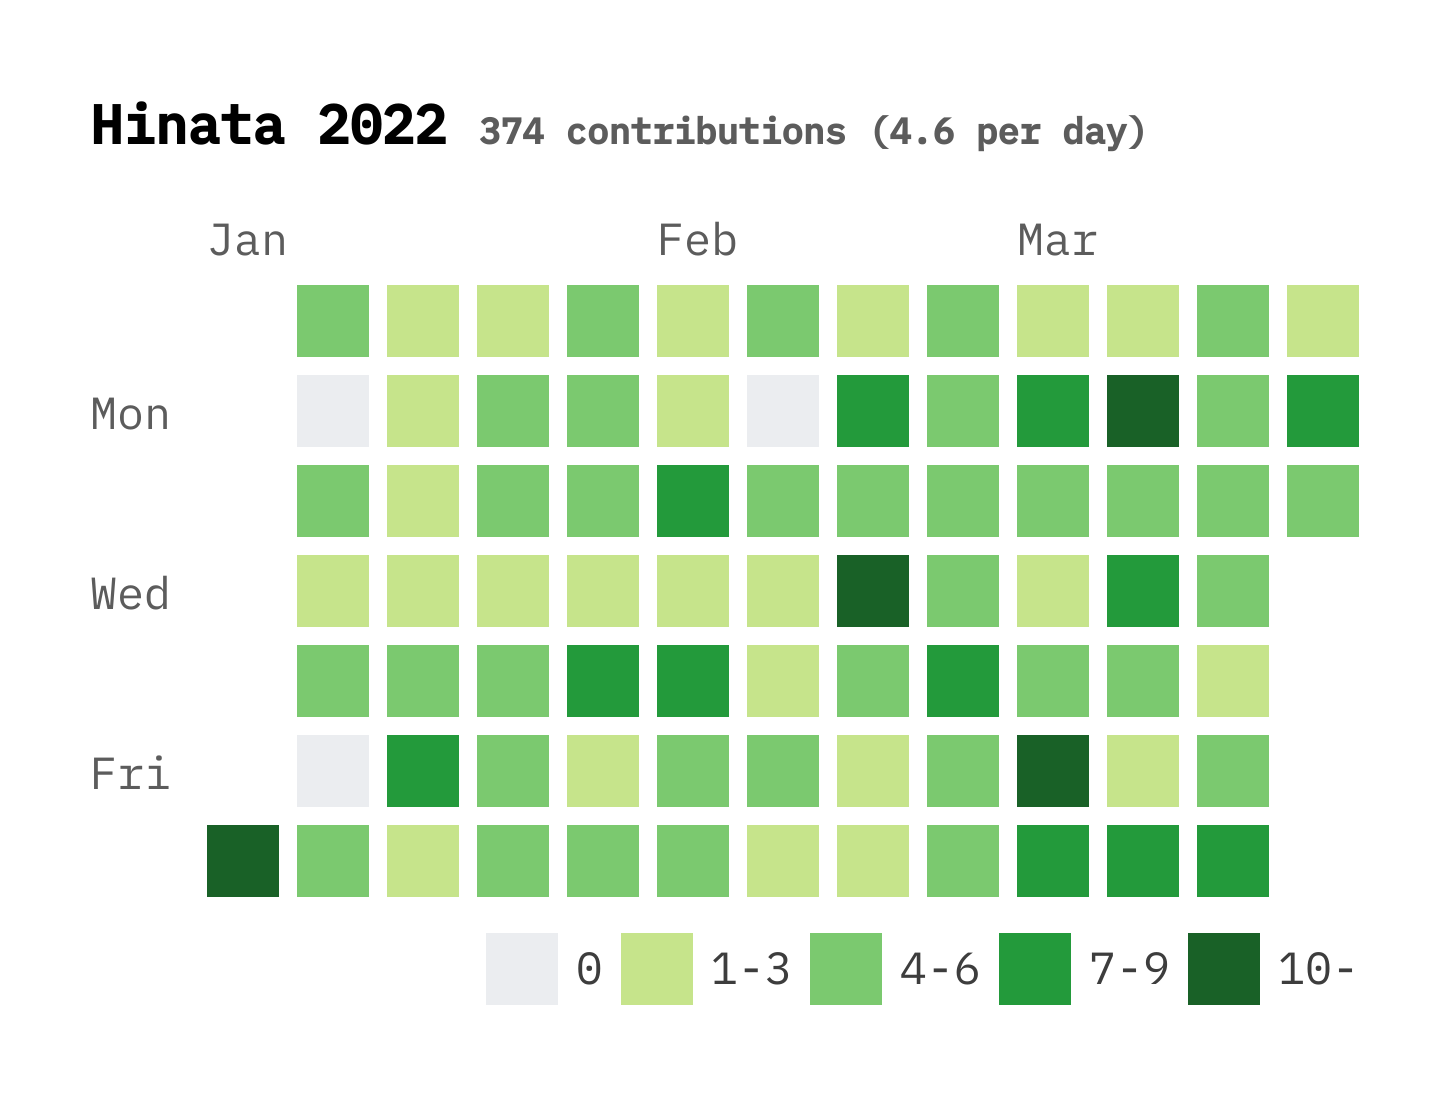 Hinata 2022 374 contributions (4.6 per day)
Jan Feb Mar
Mon
Wed
Fri
0 1-3 4-6 7-9 10-